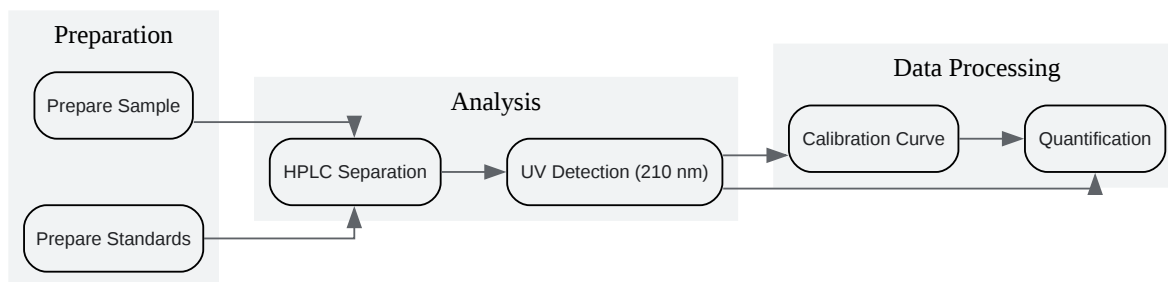 Preparation
Prepare Sample
Prepare Standards
Analysis
HPLC Separation
UV Detection (210 nm)
Data Processing
Calibration Curve
Quantification